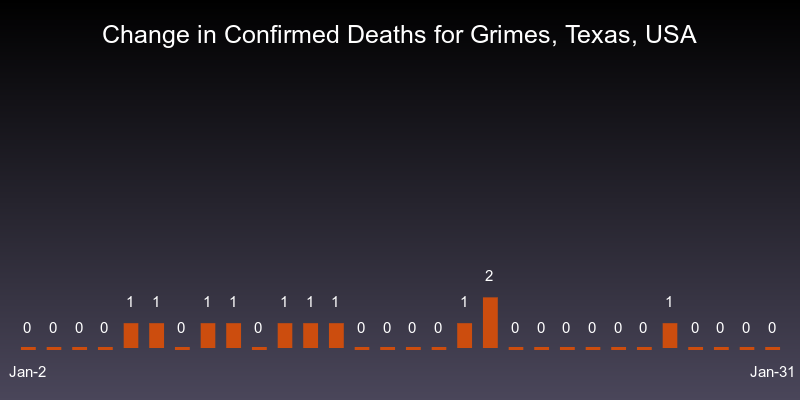 Change in Confirmed Deaths for Grimes, Texas, USA
2
1 1 1 1 1 1 1 1 1
0 0 0 0 0 0 0 0 0 0 0 0 0 0 0 0 0 0 0 0
Jan-2 Jan-31